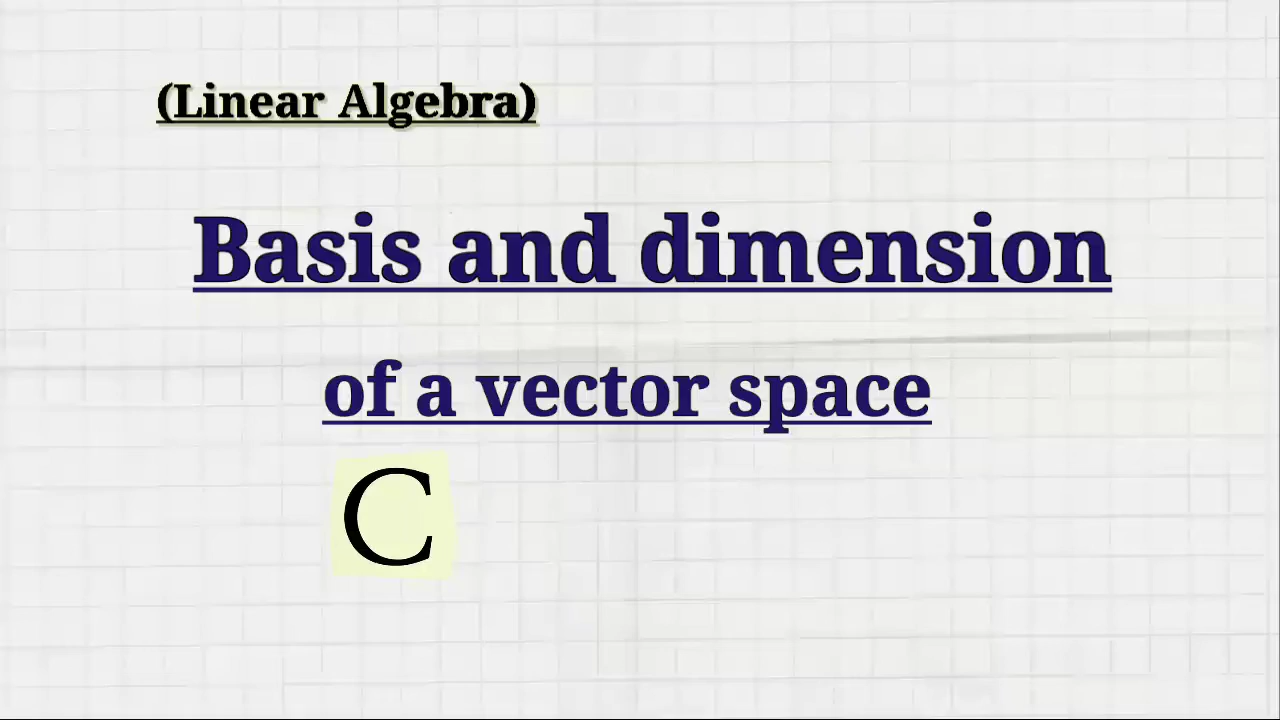 (Linear Algebra)
Basis and dimension
of a vector space
C